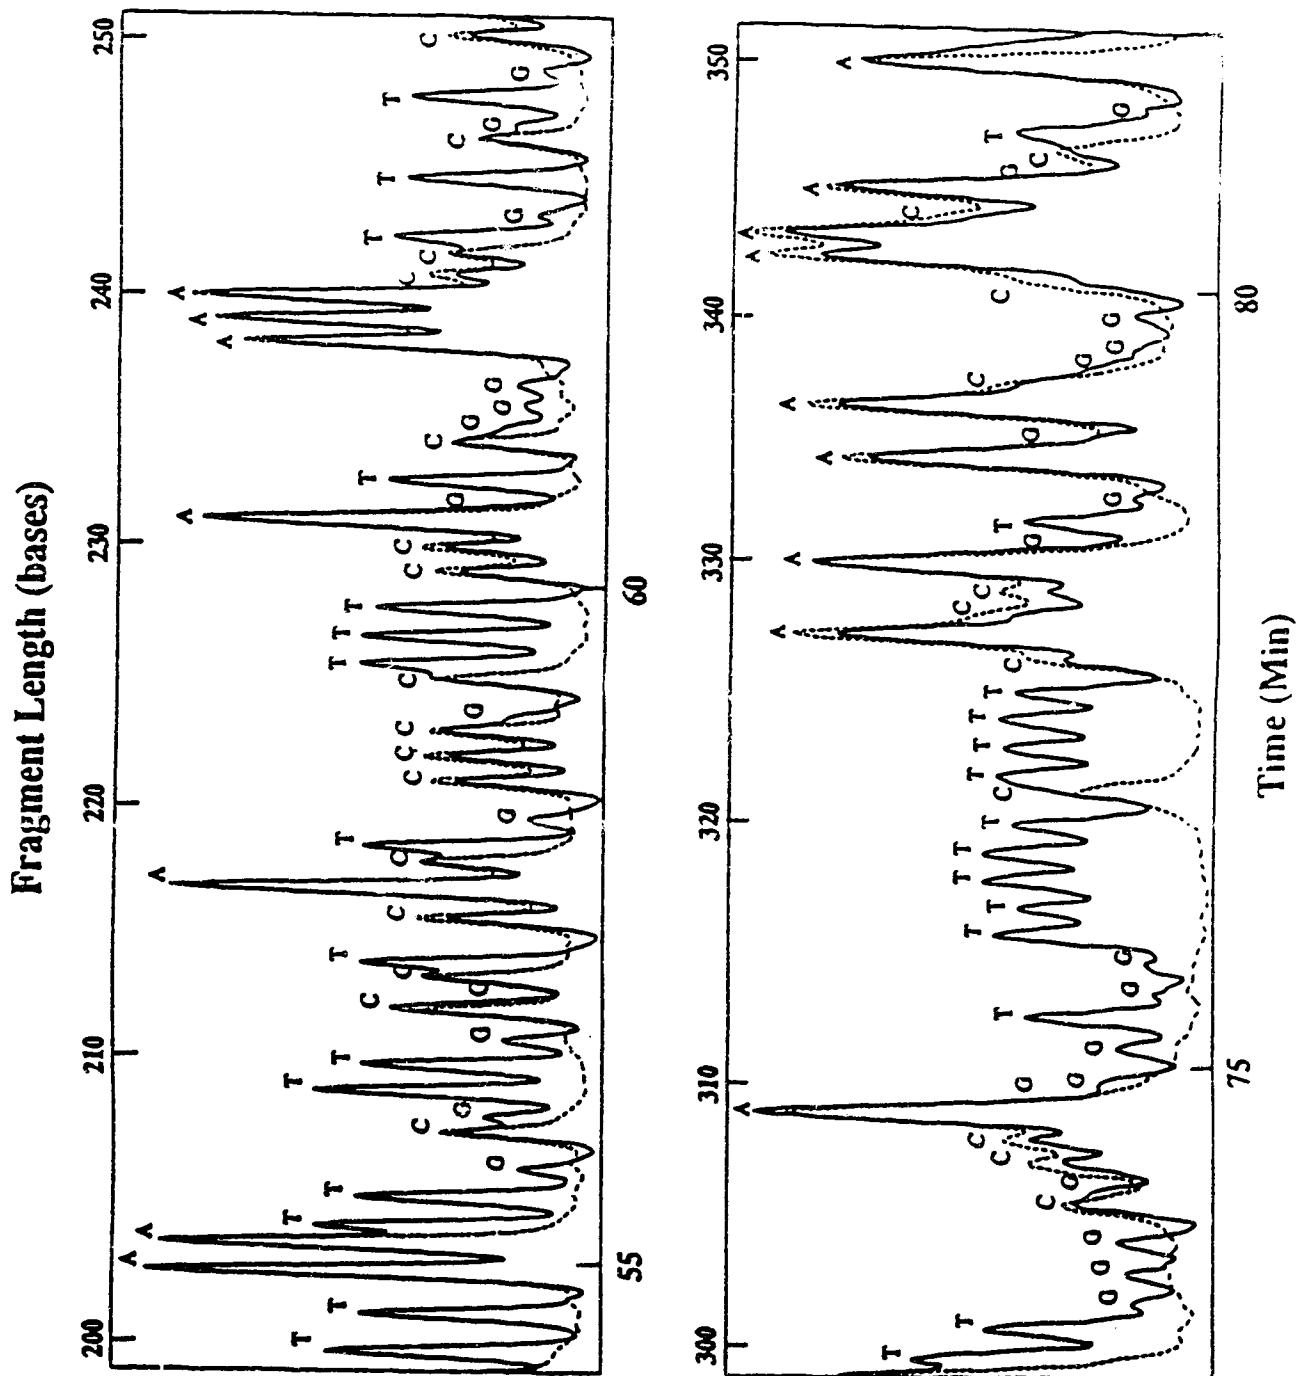 Fragment Length (bases)
200 210 220 230 240 250
T T A A T T G C G T T G C G C T C A C T G C C C G C T T T C C A G T C G G G A A A C C T G T C G T G C
55 60
300 310 320 330 340 350
T T G G G C G C C A G G G T G G T T T T T C T T T T C A C C A G T G A G A C G G G C A A C A G C T G A
75 80
Time (Min)